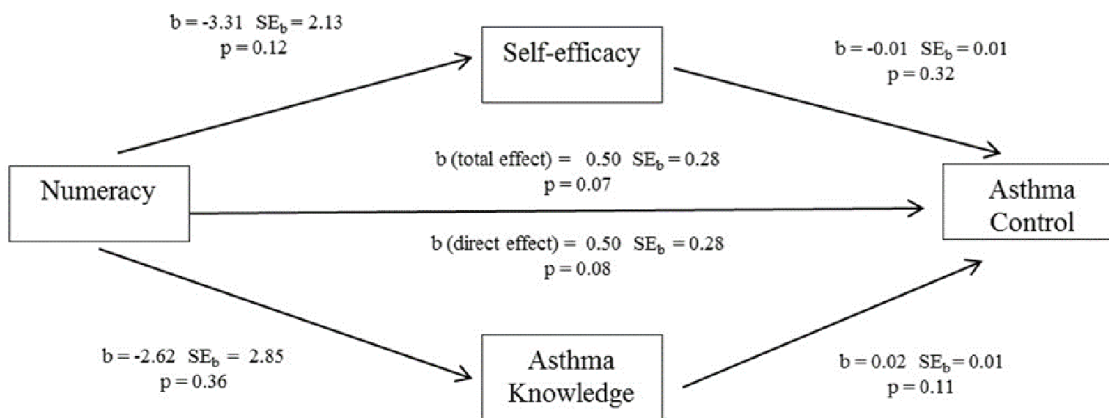 b = -3.31 SEb = 2.13
p = 0.12
Self-efficacy
b = -0.01 SEb = 0.01
p = 0.32
b (total effect) = 0.50 SEb = 0.28
p = 0.07
Numeracy
Asthma
Control
b (direct effect) = 0.50 SEb = 0.28
p = 0.08
b = -2.62 SEb = 2.85
p = 0.36
Asthma
Knowledge
b = 0.02 SEb = 0.01
p = 0.11